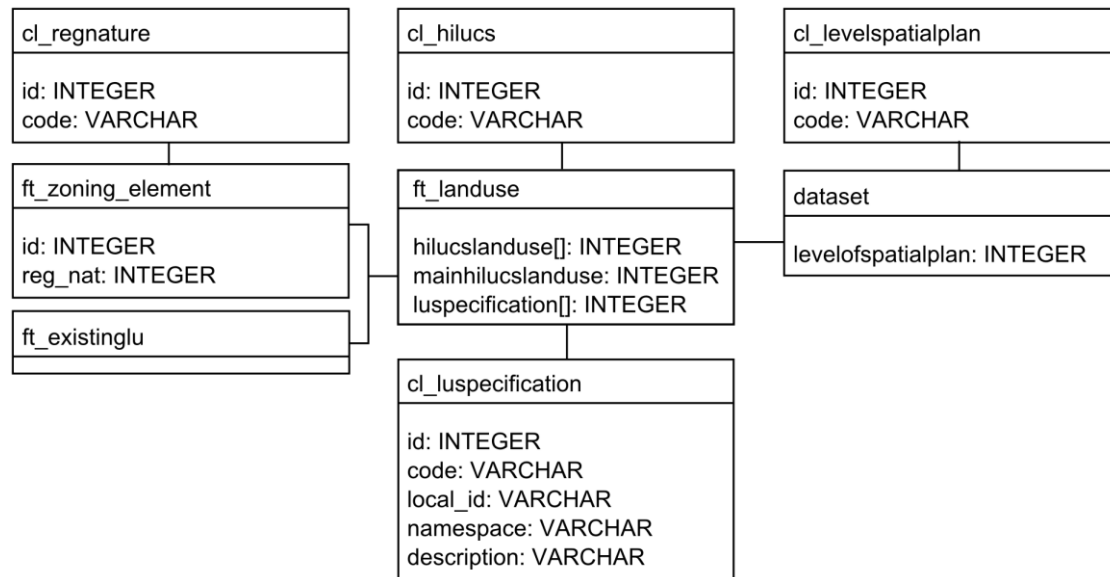 cl_regnature
id: INTEGER
code: VARCHAR
cl_hilucs
id: INTEGER
code: VARCHAR
cl_levelspatialplan
id: INTEGER
code: VARCHAR
ft_zoning_element
id: INTEGER
reg_nat: INTEGER
ft_existinglu
ft_landuse
hilucslanduse[]: INTEGER
mainhilucslanduse: INTEGER
luspecification[]: INTEGER
dataset
levelofspatialplan: INTEGER
cl_luspecification
id: INTEGER
code: VARCHAR
local_id: VARCHAR
namespace: VARCHAR
description: VARCHAR